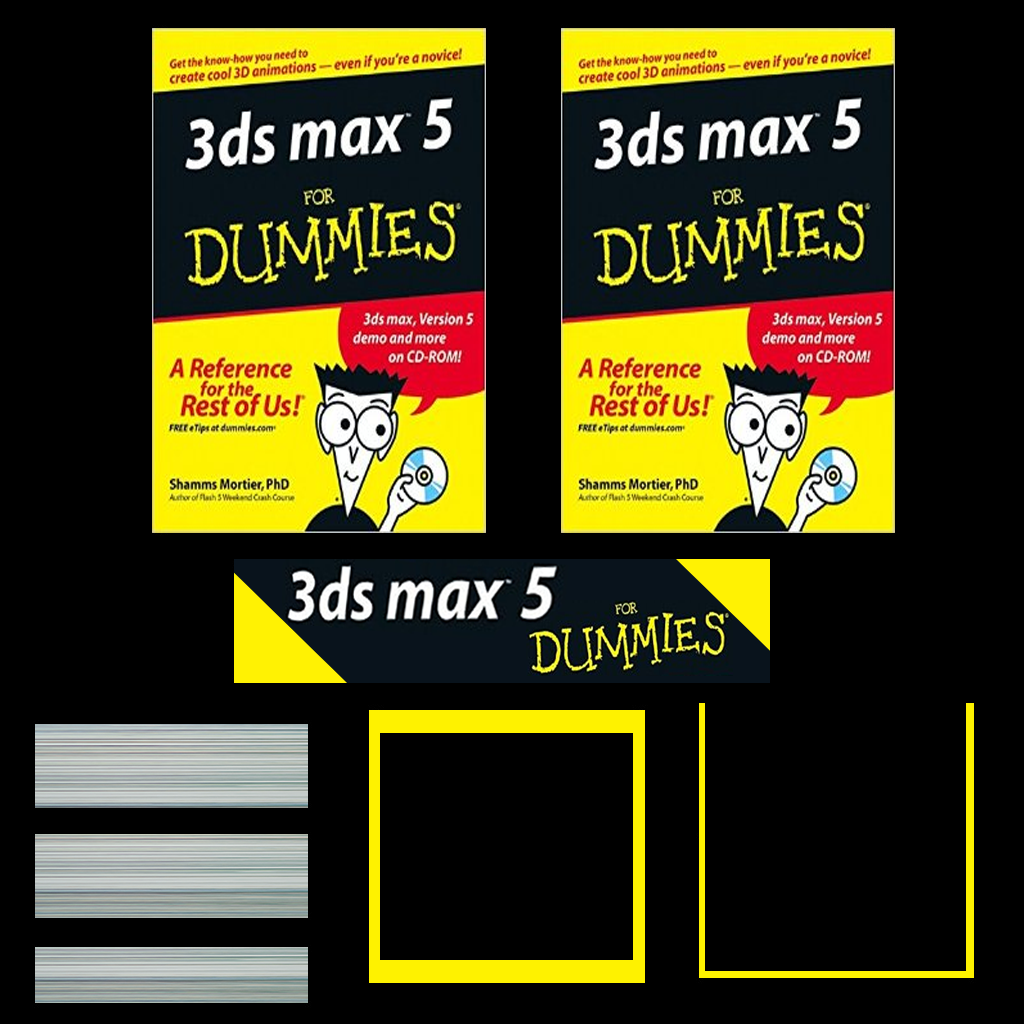 Get the know-how you need to
create cool 3D animations — even if you're a novice!
3ds max™ 5
FOR
DUMMIES®
3ds max, Version 5
demo and more
on CD-ROM!
A Reference
for the
Rest of Us!®
FREE eTips at dummies.com®
Shamms Mortier, PhD
Author of Flash 5 Weekend Crash Course
Get the know-how you need to
create cool 3D animations — even if you're a novice!
3ds max™ 5
FOR
DUMMIES®
3ds max, Version 5
demo and more
on CD-ROM!
A Reference
for the
Rest of Us!®
FREE eTips at dummies.com®
Shamms Mortier, PhD
Author of Flash 5 Weekend Crash Course
3ds max™ 5
FOR
DUMMIES®